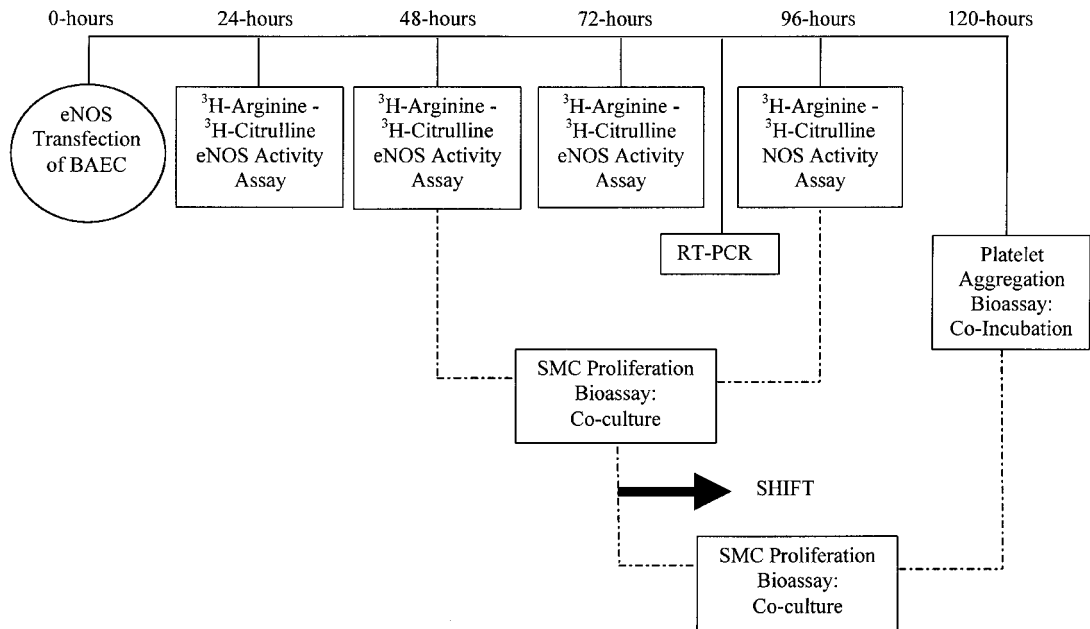 0-hours
24-hours
48-hours
72-hours
96-hours
120-hours
eNOS
Transfection
of BAEC
³H-Arginine -
³H-Citrulline
eNOS Activity
Assay
³H-Arginine -
³H-Citrulline
eNOS Activity
Assay
³H-Arginine -
³H-Citrulline
eNOS Activity
Assay
³H-Arginine -
³H-Citrulline
NOS Activity
Assay
RT-PCR
Platelet
Aggregation
Bioassay:
Co-Incubation
SMC Proliferation
Bioassay:
Co-culture
SHIFT
SMC Proliferation
Bioassay:
Co-culture